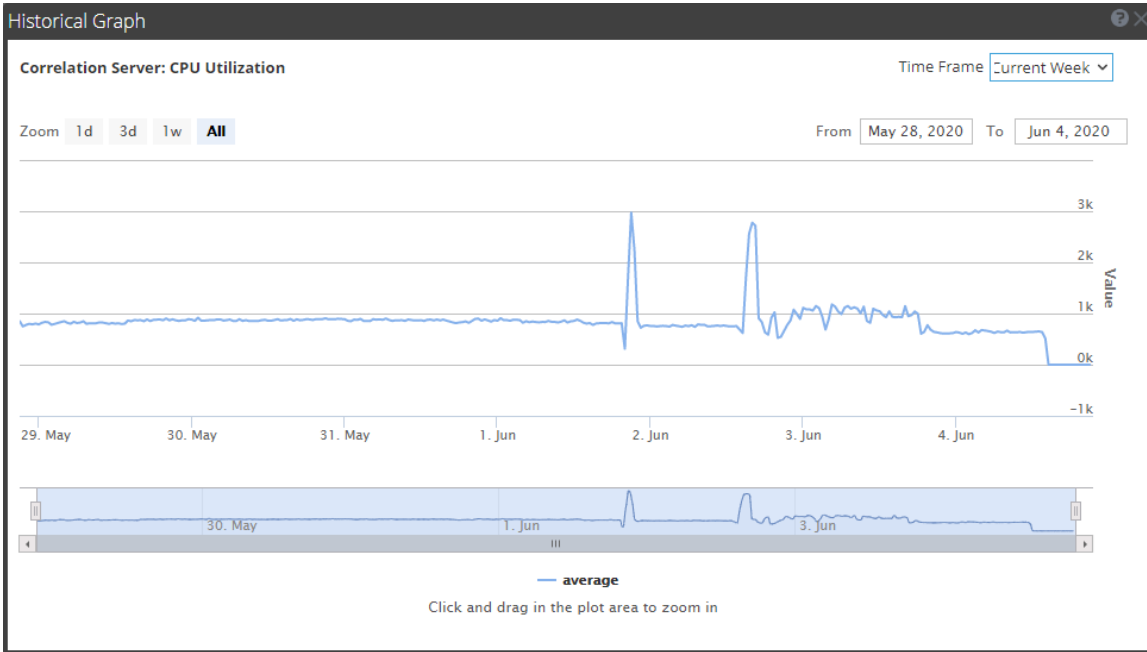 Historical Graph
Correlation Server: CPU Utilization
Time Frame Current Week
Zoom 1d 3d 1w All
From May 28, 2020 To Jun 4, 2020
3k
2k
1k
0k
-1k
Value
29. May 30. May 31. May 1. Jun 2. Jun 3. Jun 4. Jun
30. May 1. Jun 3. Jun
average
Click and drag in the plot area to zoom in